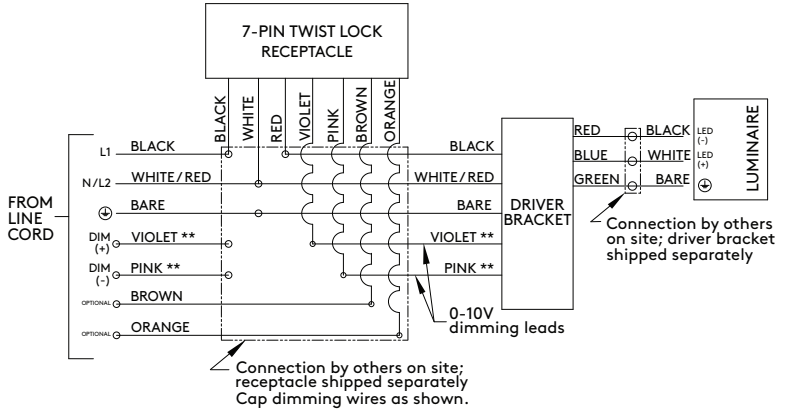 7-PIN TWIST LOCK
RECEPTACLE
BLACK
WHITE
RED
VIOLET
PINK
BROWN
ORANGE
FROM
LINE
CORD
L1 BLACK
N/L2 WHITE/RED
BARE
DIM
(+)
VIOLET **
DIM
(-)
PINK **
OPTIONAL BROWN
OPTIONAL ORANGE
BLACK
WHITE/RED
BARE
VIOLET **
PINK **
DRIVER
BRACKET
RED
BLUE
GREEN
BLACK
WHITE
BARE
LED
(-)
LED
(+)
LUMINAIRE
Connection by others
on site; driver bracket
shipped separately
0-10V
dimming leads
Connection by others on site;
receptacle shipped separately
Cap dimming wires as shown.